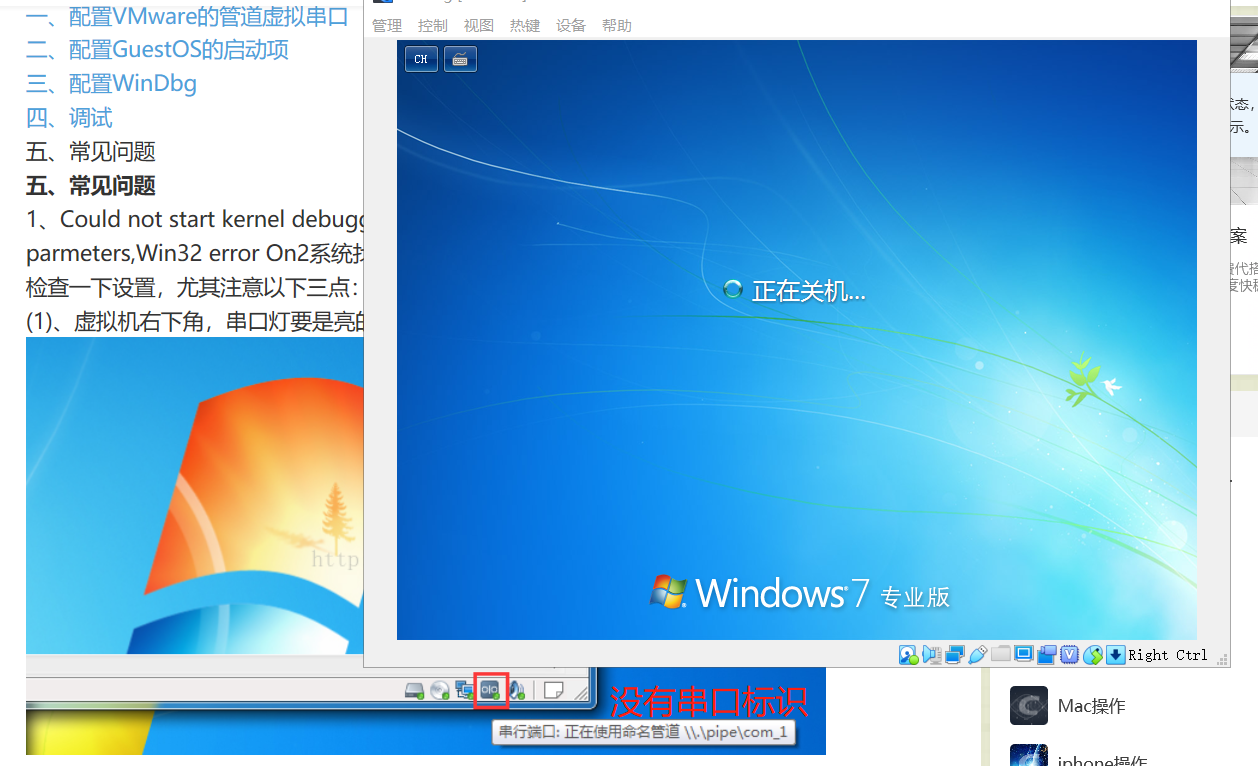 一、配置VMware的管道虚拟串口
二、配置GuestOS的启动项
三、配置WinDbg
四、调试
五、常见问题
五、常见问题
1、Could not start kernel debugg
parmeters,Win32 error On2系统找
检查一下设置，尤其注意以下三点：
(1)、虚拟机右下角，串口灯要是亮的
http
没有串口标识
串行端口: 正在使用命名管道 \\.\pipe\com_1
管理 控制 视图 热键 设备 帮助
CH
正在关机...
Windows 7 专业版
V
Right Ctrl
状态，
示。
案
费代搭
度快稳
Mac操作
iphone操作